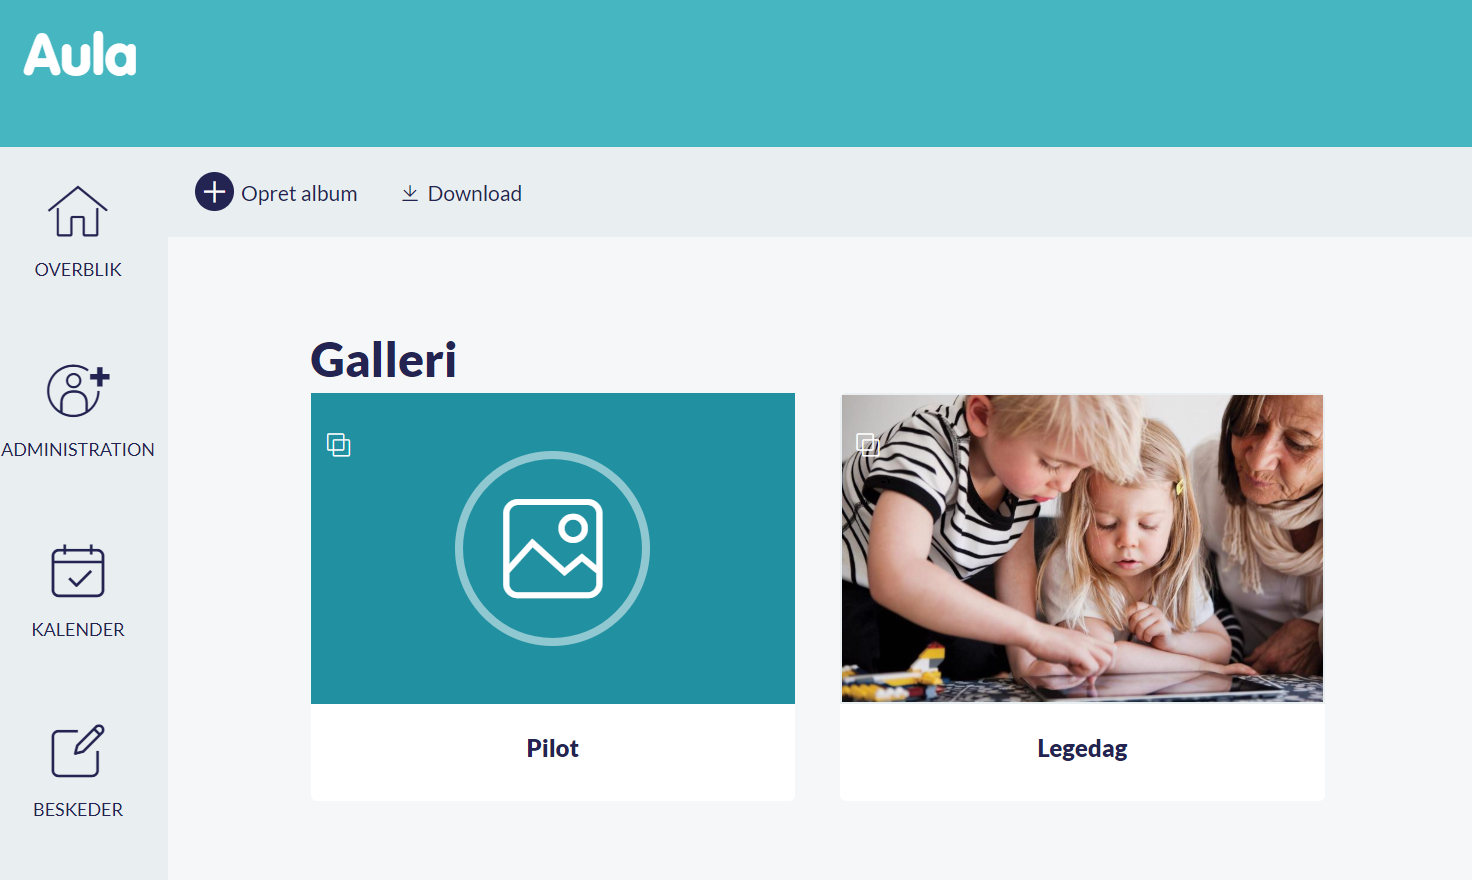 Aula
Opret album
Download
OVERBLIK
ADMINISTRATION
KALENDER
BESKEDER
Galleri
Pilot
Legedag